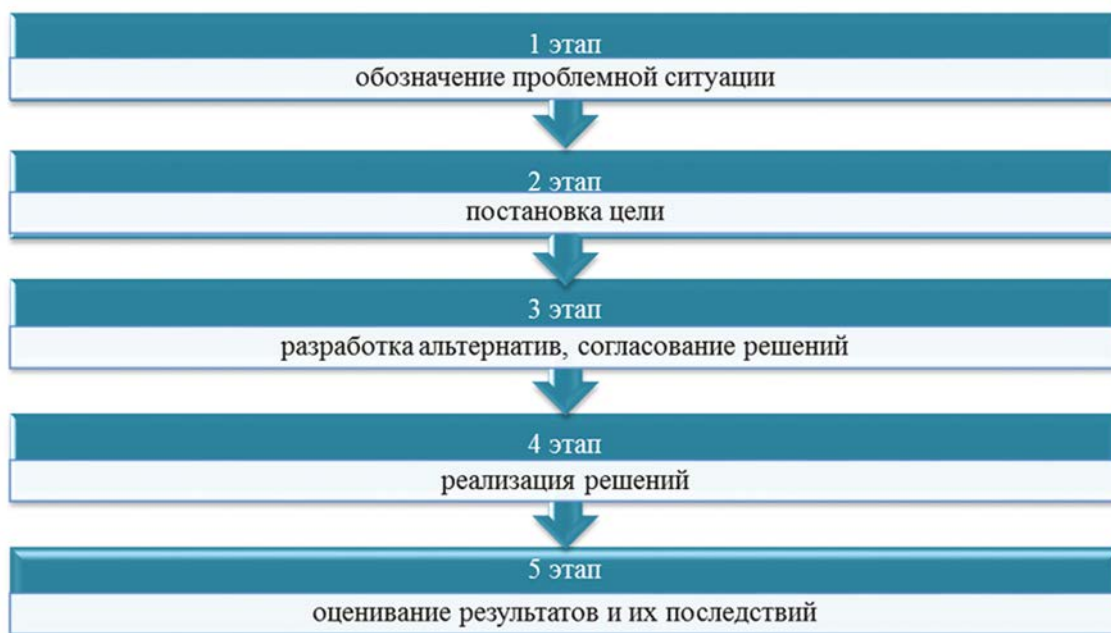 1 этап
обозначение проблемной ситуации
2 этап
постановка цели
3 этап
разработка альтернатив, согласование решений
4 этап
реализация решений
5 этап
оценивание результатов и их последствий